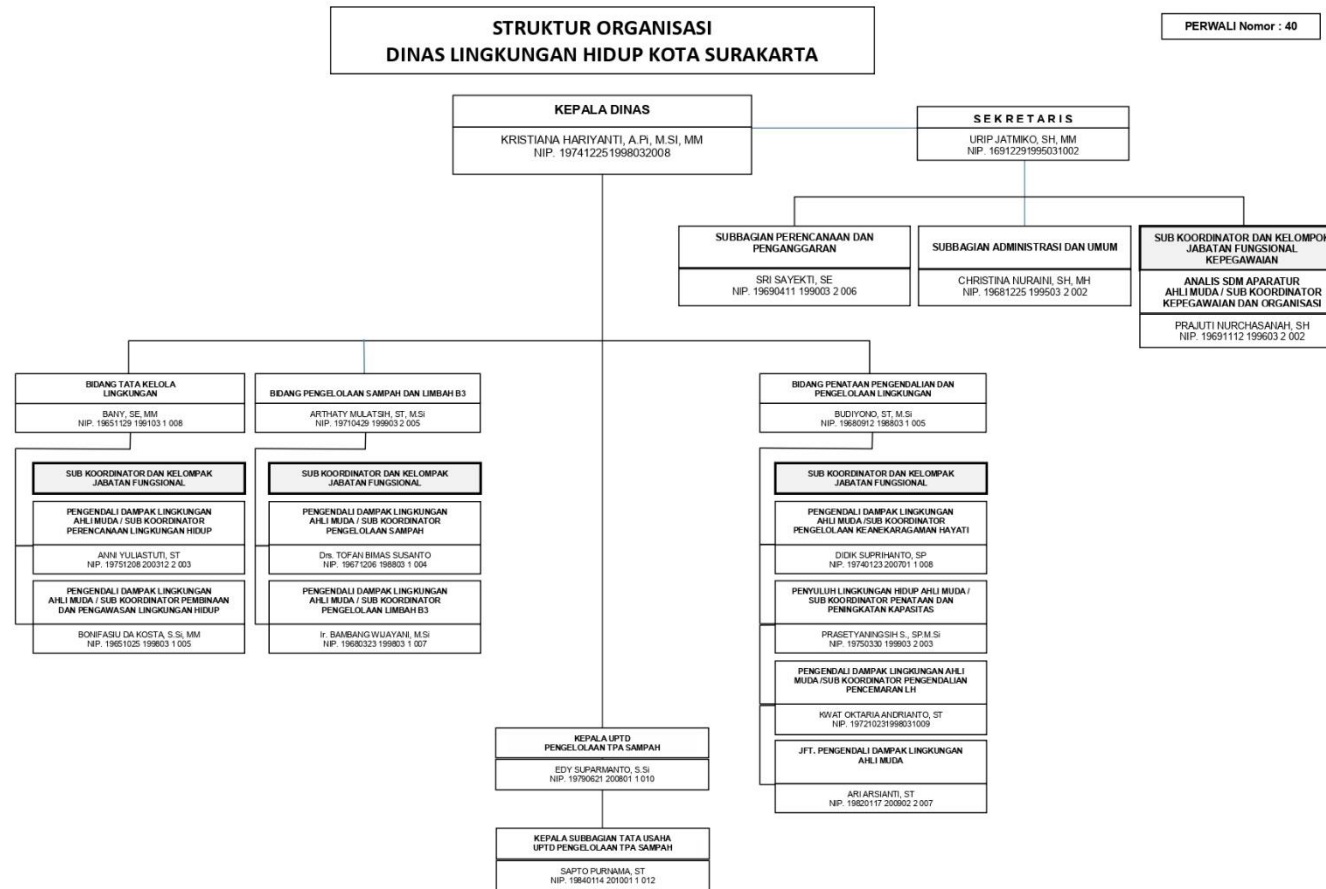 STRUKTUR ORGANISASI
DINAS LINGKUNGAN HIDUP KOTA SURAKARTA
PERWALI Nomor : 40
KEPALA DINAS
KRISTIANA HARIYANTI, A.Pi, M.SI, MM
NIP. 197412251998032008
SEKRETARIS
URIP JATMIKO, SH, MM
NIP. 16912291995031002
SUBBAGIAN PERENCANAAN DAN
PENGANGGARAN
SRI SAYEKTI, SE
NIP. 19690411 199003 2 006
SUBBAGIAN ADMINISTRASI DAN UMUM
CHRISTINA NURAINI, SH, MH
NIP. 19681225 199503 2 002
SUB KOORDINATOR DAN KELOMPOK
JABATAN FUNGSIONAL
KEPEGAWAIAN
ANALIS SDM APARATUR
AHLI MUDA / SUB KOORDINATOR
KEPEGAWAIAN DAN ORGANISASI
PRAJUTI NURCHASANAH, SH
NIP. 19691112 199603 2 002
BIDANG TATA KELOLA
LINGKUNGAN
BANY, SE, MM
NIP. 19651129 199103 1 008
SUB KOORDINATOR DAN KELOMPAK
JABATAN FUNGSIONAL
PENGENDALI DAMPAK LINGKUNGAN
AHLI MUDA / SUB KOORDINATOR
PERENCANAAN LINGKUNGAN HIDUP
ANNI YULIASTUTI, ST
NIP. 19751208 200312 2 003
PENGENDALI DAMPAK LINGKUNGAN
AHLI MUDA / SUB KOORDINATOR PEMBINAAN
DAN PENGAWASAN LINGKUNGAN HIDUP
BONIFASIU DA KOSTA, S.Si, MM
NIP. 19651025 199803 1 005
BIDANG PENGELOLAAN SAMPAH DAN LIMBAH B3
ARTHATY MULATSIH, ST, M.Si
NIP. 19710429 199903 2 005
SUB KOORDINATOR DAN KELOMPAK
JABATAN FUNGSIONAL
PENGENDALI DAMPAK LINGKUNGAN
AHLI MUDA / SUB KOORDINATOR
PENGELOLAAN SAMPAH
Drs. TOFAN BIMAS SUSANTO
NIP. 19671206 198803 1 004
PENGENDALI DAMPAK LINGKUNGAN
AHLI MUDA / SUB KOORDINATOR
PENGELOLAAN LIMBAH B3
Ir. BAMBANG WIJAYANI, M.Si
NIP. 19680323 199803 1 007
BIDANG PENATAAN PENGENDALIAN DAN
PENGELOLAAN LINGKUNGAN
BUDIYONO, ST, M.Si
NIP. 19680912 198803 1 005
SUB KOORDINATOR DAN KELOMPAK
JABATAN FUNGSIONAL
PENGENDALI DAMPAK LINGKUNGAN
AHLI MUDA /SUB KOORDINATOR
PENGELOLAAN KEANEKARAGAMAN HAYATI
DIDIK SUPRIHANTO, SP
NIP. 19740123 200701 1 008
PENYULUH LINGKUNGAN HIDUP AHLI MUDA /
SUB KOORDINATOR PENATAAN DAN
PENINGKATAN KAPASITAS
PRASETYANINGSIH S., SP,M.Si
NIP. 19750330 199903 2 003
PENGENDALI DAMPAK LINGKUNGAN AHLI
MUDA /SUB KOORDINATOR PENGENDALIAN
PENCEMARAN LH
KWAT OKTARIA ANDRIANTO, ST
NIP. 197210231998031009
JFT. PENGENDALI DAMPAK LINGKUNGAN
AHLI MUDA
ARI ARSIANTI, ST
NIP. 19820117 200902 2 007
KEPALA UPTD
PENGELOLAAN TPA SAMPAH
EDY SUPARMANTO, S.Si
NIP. 19790621 200801 1 010
KEPALA SUBBAGIAN TATA USAHA
UPTD PENGELOLAAN TPA SAMPAH
SAPTO PURNAMA, ST
NIP. 19840114 201001 1 012